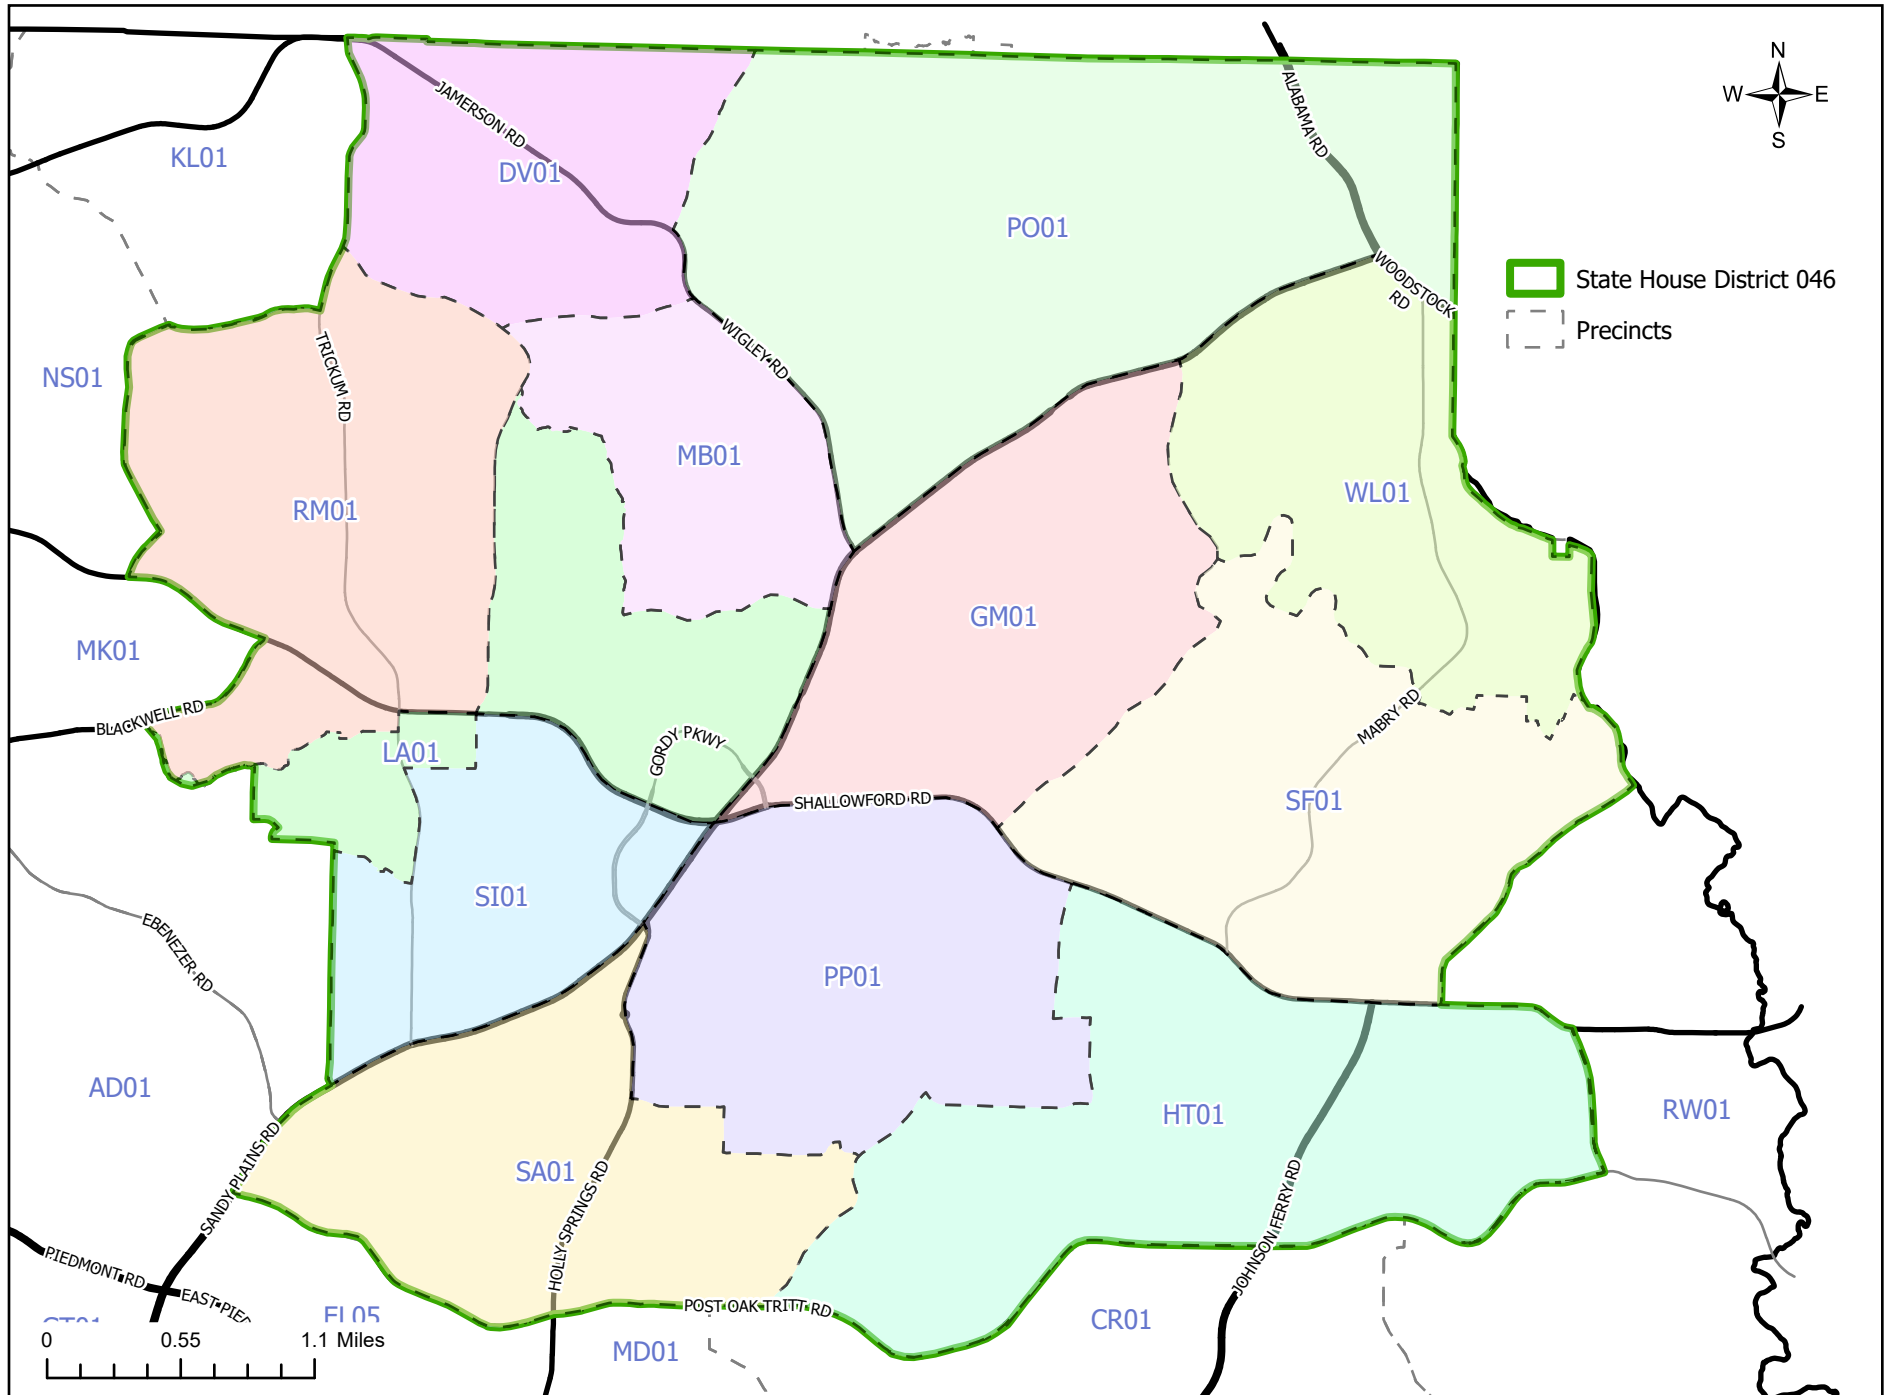 N
W E
S
ALABAMA RD
JAMERSON RD
KL01
DV01
PO01
WOODSTOCK
RD
State House District 046
Precincts
TRICKUM RD
WIGLEY RD
NS01
MB01
WL01
RM01
GM01
MK01
BLACKWELL RD
MABRY RD
LA01
GORDY PKWY
SHALLOWFORD RD
SF01
SI01
EBENEZER RD
PP01
AD01
HT01
RW01
SANDY PLAINS RD
SA01
HOLLY SPRINGS RD
JOHNSON FERRY RD
PIEDMONT RD
EAST PIED
POST OAK TRITT RD
EL05
CR01
0 0.55 1.1 Miles
MD01